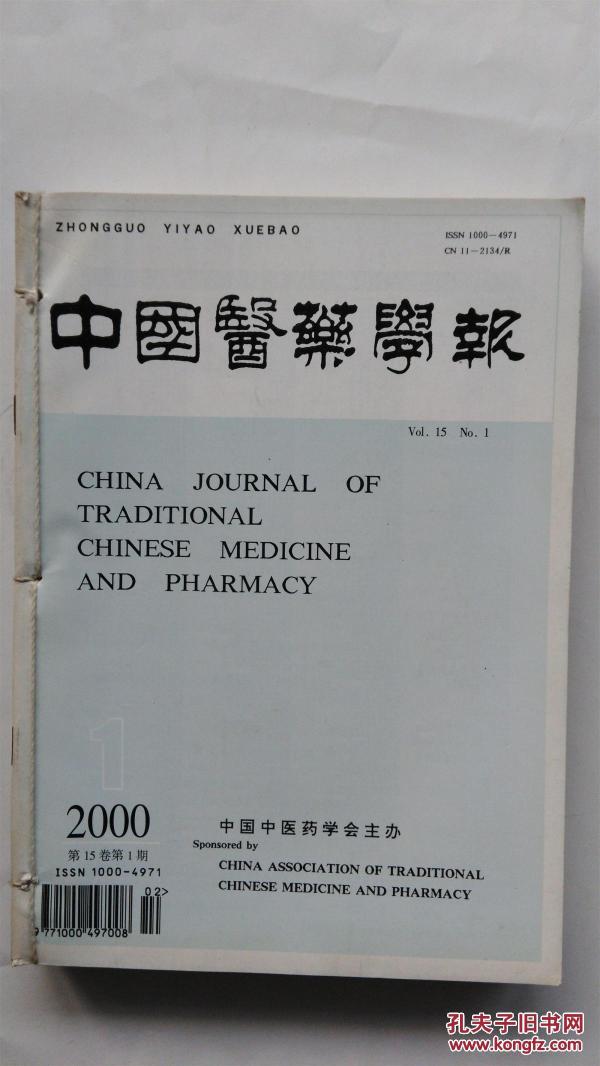 ZHONGGUO YIYAO XUEBAO
ISSN 1000-4971
CN 11-2134/R
中國醫藥學報
Vol. 15 No. 1
CHINA JOURNAL OF
TRADITIONAL
CHINESE MEDICINE
AND PHARMACY
1
2000
第15卷第1期
ISSN 1000-4971
02>
9 771000 497008
中国中医药学会主办
Sponsored by
CHINA ASSOCIATION OF TRADITIONAL
CHINESE MEDICINE AND PHARMACY
孔夫子旧书网
www.kongfz.com